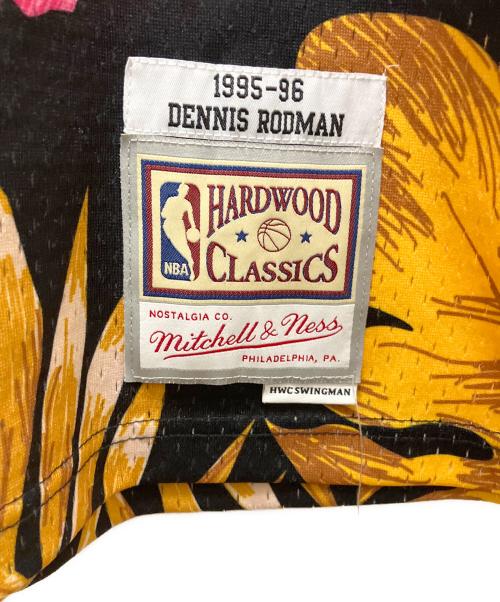 1995-96
DENNIS RODMAN
HARDWOOD
CLASSICS
NBA
NOSTALGIA CO.
Mitchell & Ness
PHILADELPHIA, PA.
HWC SWINGMAN